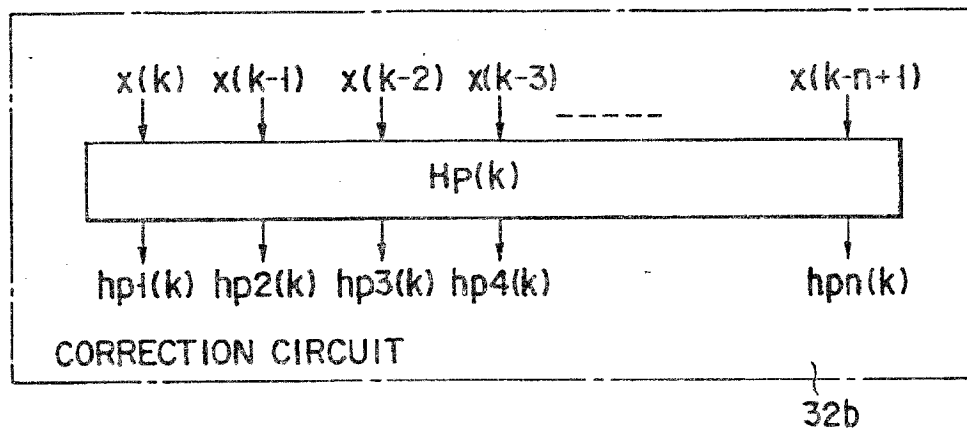 x(k) x(k-1) x(k-2) x(k-3) x(k-n+1)
Hp(k)
hp1(k) hp2(k) hp3(k) hp4(k) hpn(k)
CORRECTION CIRCUIT
32b